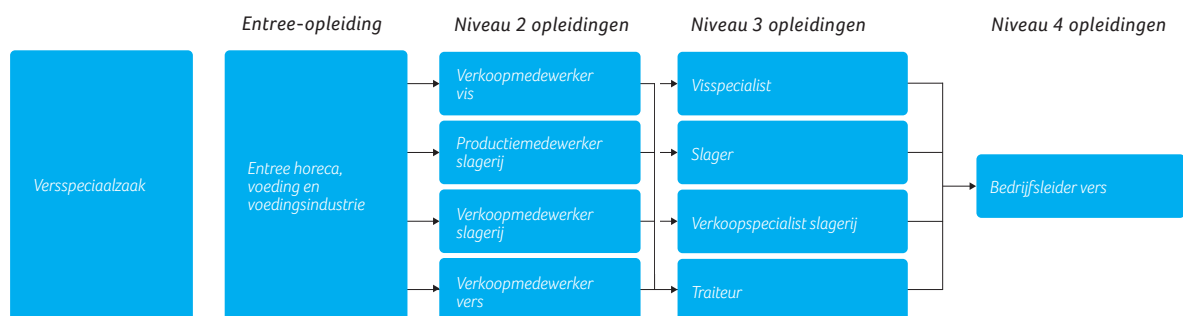 Entree-opleiding
Niveau 2 opleidingen
Niveau 3 opleidingen
Niveau 4 opleidingen
Versspeciaalzaak
Entree horeca,
voeding en
voedingsindustrie
Verkoopmedewerker
vis
Productiemedewerker
slagerij
Verkoopmedewerker
slagerij
Verkoopmedewerker
vers
Visspecialist
Slager
Verkoopspecialist slagerij
Traiteur
Bedrijfsleider vers